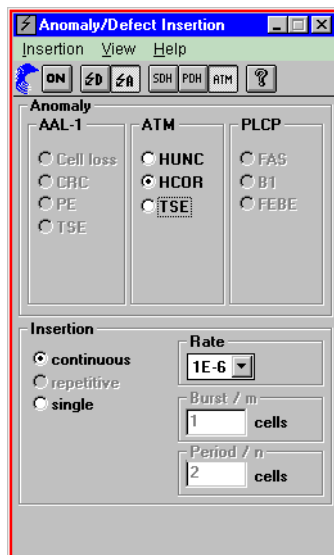 Anomaly/Defect Insertion
Insertion View Help
ON D A SDH PDH ATM ?
Anomaly
AAL-1 ATM PLCP
Cell loss HUNC FAS
CRC HCOR B1
PE TSE FEBE
TSE
Insertion
continuous
repetitive
single
Rate
1E-6
Burst / m
1 cells
Period / n
2 cells